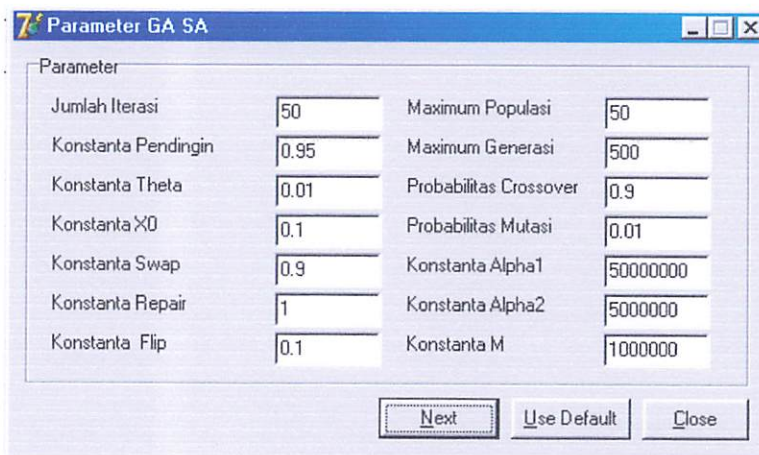 Parameter GA SA
Parameter
Jumlah Iterasi 50 Maximum Populasi 50
Konstanta Pendingin 0.95 Maximum Generasi 500
Konstanta Theta 0.01 Probabilitas Crossover 0.9
Konstanta X0 0.1 Probabilitas Mutasi 0.01
Konstanta Swap 0.9 Konstanta Alpha1 50000000
Konstanta Repair 1 Konstanta Alpha2 5000000
Konstanta Flip 0.1 Konstanta M 1000000
Next Use Default Close